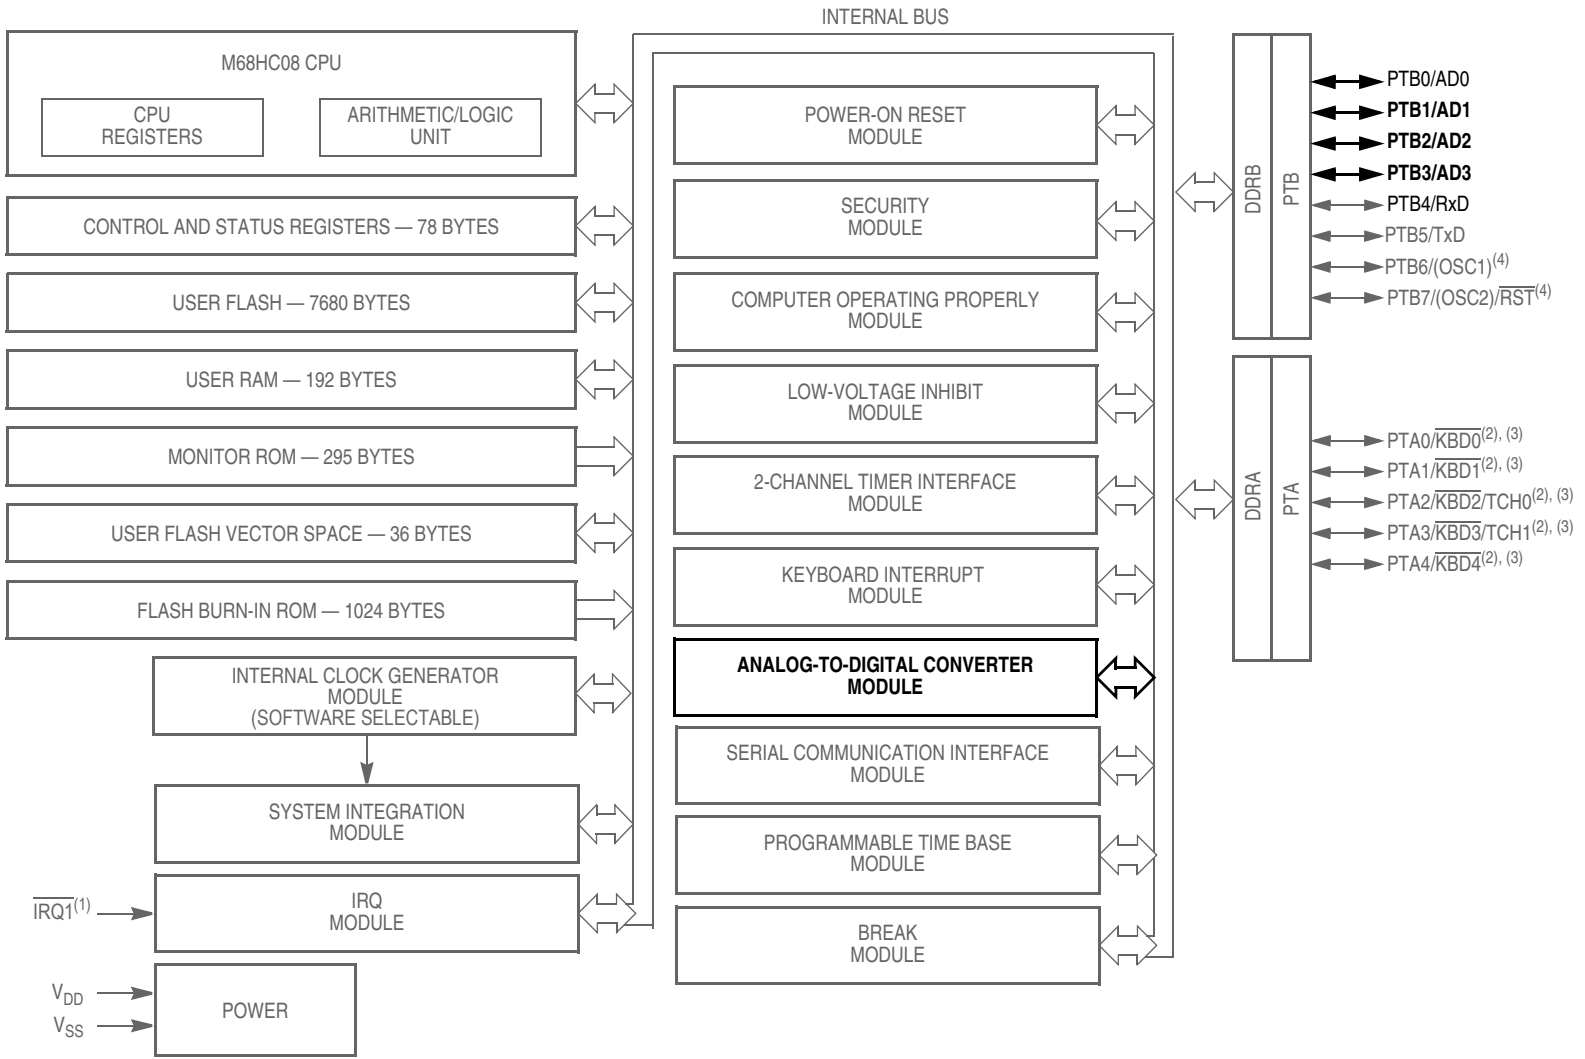 INTERNAL BUS
M68HC08 CPU
CPU
REGISTERS
ARITHMETIC/LOGIC
UNIT
CONTROL AND STATUS REGISTERS — 78 BYTES
USER FLASH — 7680 BYTES
USER RAM — 192 BYTES
MONITOR ROM — 295 BYTES
USER FLASH VECTOR SPACE — 36 BYTES
FLASH BURN-IN ROM — 1024 BYTES
INTERNAL CLOCK GENERATOR
MODULE
(SOFTWARE SELECTABLE)
SYSTEM INTEGRATION
MODULE
IRQ1(1)
IRQ
MODULE
VDD
VSS
POWER
POWER-ON RESET
MODULE
SECURITY
MODULE
COMPUTER OPERATING PROPERLY
MODULE
LOW-VOLTAGE INHIBIT
MODULE
2-CHANNEL TIMER INTERFACE
MODULE
KEYBOARD INTERRUPT
MODULE
ANALOG-TO-DIGITAL CONVERTER
MODULE
SERIAL COMMUNICATION INTERFACE
MODULE
PROGRAMMABLE TIME BASE
MODULE
BREAK
MODULE
DDRB
PTB
PTB0/AD0
PTB1/AD1
PTB2/AD2
PTB3/AD3
PTB4/RxD
PTB5/TxD
PTB6/(OSC1)(4)
PTB7/(OSC2)/RST(4)
DDRA
PTA
PTA0/KBD0(2), (3)
PTA1/KBD1(2), (3)
PTA2/KBD2/TCH0(2), (3)
PTA3/KBD3/TCH1(2), (3)
PTA4/KBD4(2), (3)